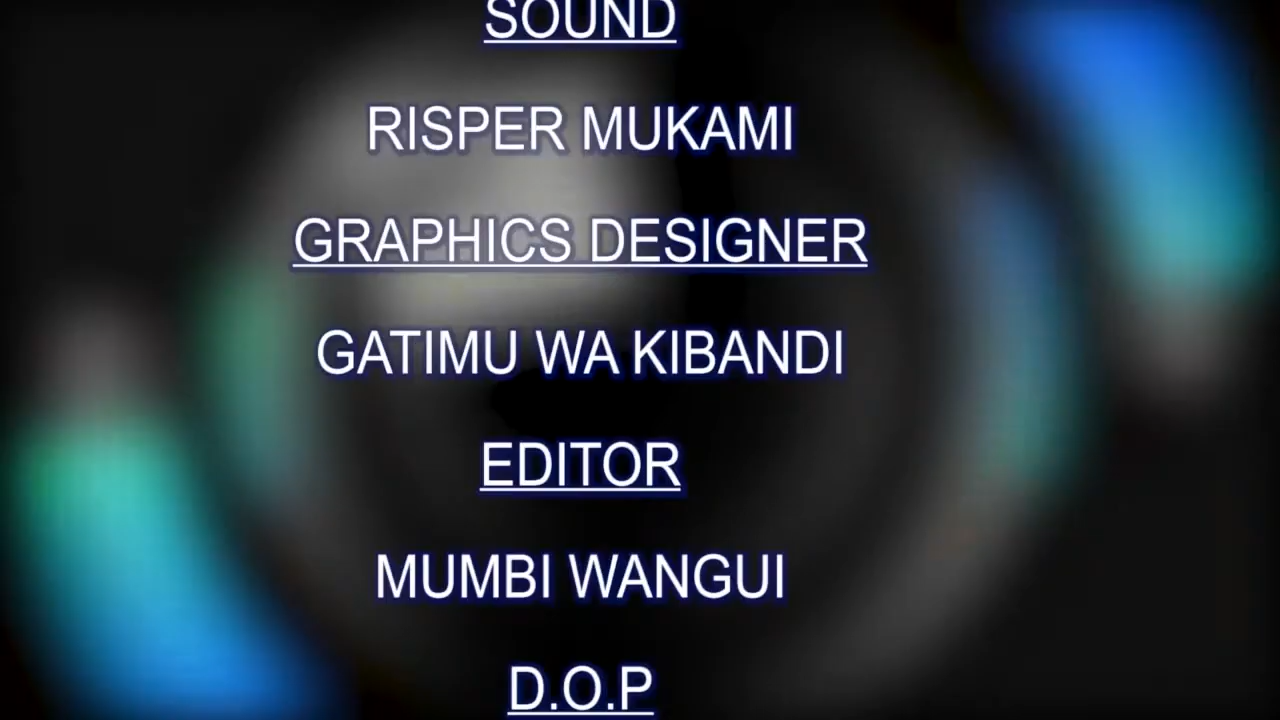 SOUND
RISPER MUKAMI
GRAPHICS DESIGNER
GATIMU WA KIBANDI
EDITOR
MUMBI WANGUI
D.O.P